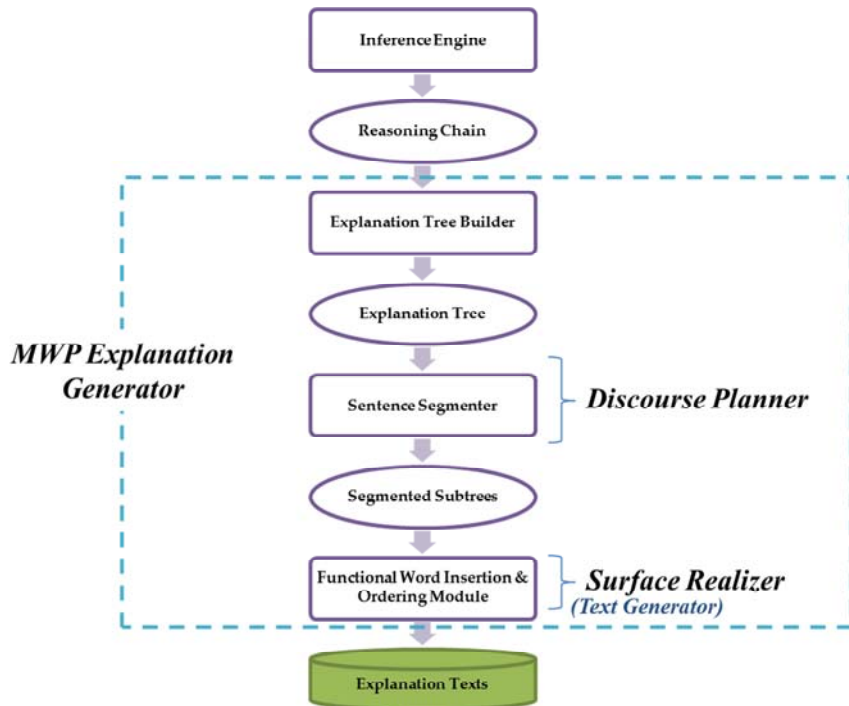 Inference Engine
Reasoning Chain
Explanation Tree Builder
Explanation Tree
MWP Explanation
Generator
Sentence Segmenter
Discourse Planner
Segmented Subtrees
Functional Word Insertion &
Ordering Module
Surface Realizer
(Text Generator)
Explanation Texts